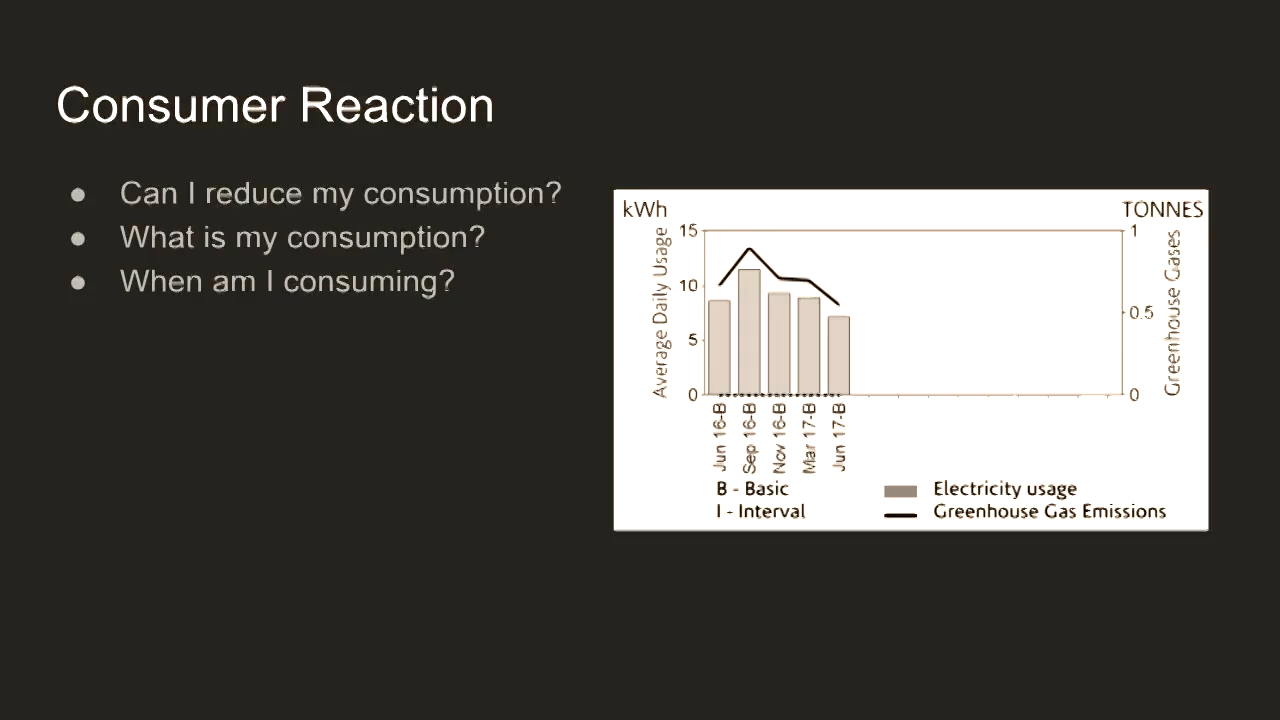 Consumer Reaction
● Can I reduce my consumption?
● What is my consumption?
● When am I consuming?
kWh
TONNES
Average Daily Usage
15
10
5
0
1
0.5
0
Greenhouse Gases
Jun 16-B
Sep 16-B
Nov 16-B
Mar 17-B
Jun 17-B
B - Basic
I - Interval
Electricity usage
Greenhouse Gas Emissions